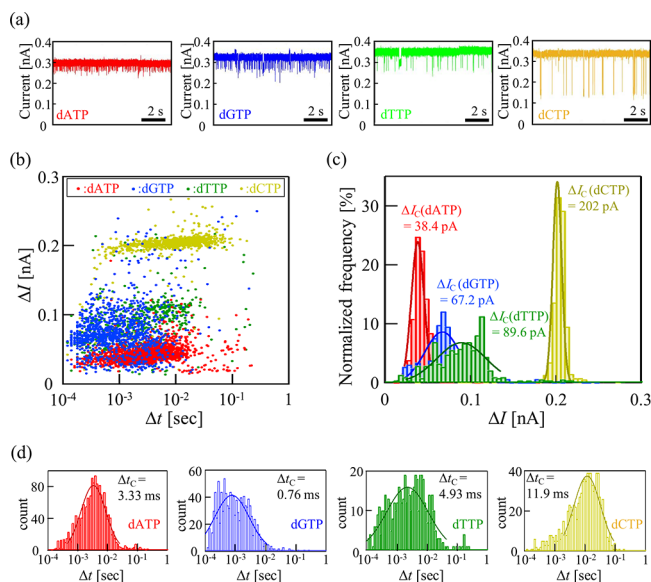 (a)
Current [nA]
0.4
0.3
0.2
0.1
0
dATP
2 s
Current [nA]
0.4
0.3
0.2
0.1
0
dGTP
2 s
Current [nA]
0.4
0.3
0.2
0.1
0
dTTP
2 s
Current [nA]
0.4
0.3
0.2
0.1
0
dCTP
2 s
(b)
:dATP :dGTP :dTTP :dCTP
ΔI [nA]
0.3
0.2
0.1
0
10⁻⁴ 10⁻³ 10⁻² 10⁻¹ 1
Δt [sec]
(c)
Normalized frequency [%]
30
20
10
0
ΔI_C(dATP)
= 38.4 pA
ΔI_C(dGTP)
= 67.2 pA
ΔI_C(dTTP)
= 89.6 pA
ΔI_C(dCTP)
= 202 pA
0 0.1 0.2 0.3
ΔI [nA]
(d)
count
80
40
0
Δt_C=
3.33 ms
dATP
10⁻⁴ 10⁻³ 10⁻² 10⁻¹ 1
Δt [sec]
count
60
40
20
0
Δt_C=
0.76 ms
dGTP
10⁻⁴ 10⁻³ 10⁻² 10⁻¹ 1
Δt [sec]
count
20
10
0
Δt_C=
4.93 ms
dTTP
10⁻⁴ 10⁻³ 10⁻² 10⁻¹ 1
Δt [sec]
count
40
20
0
Δt_C=
11.9 ms
dCTP
10⁻⁴ 10⁻³ 10⁻² 10⁻¹ 1
Δt [sec]